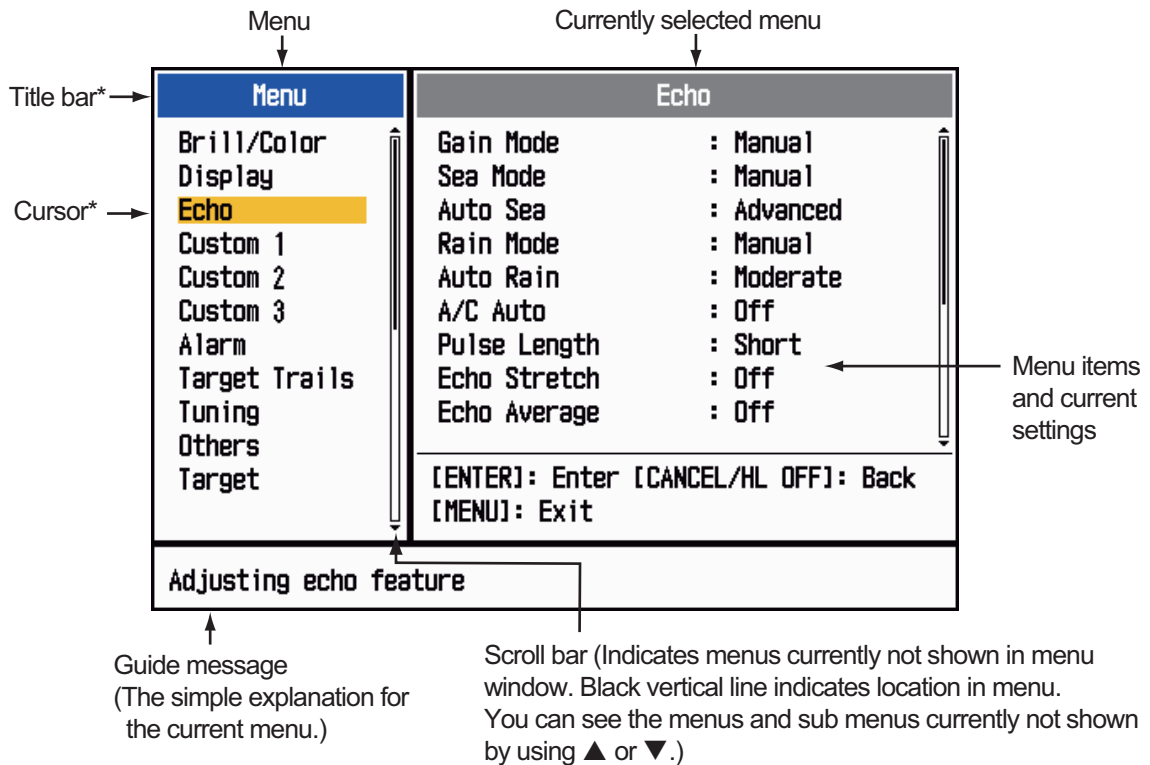 Menu
Currently selected menu
Title bar*
Menu
Echo
Brill/Color
Display
Cursor*
Echo
Custom 1
Custom 2
Custom 3
Alarm
Target Trails
Tuning
Others
Target
Gain Mode : Manual
Sea Mode : Manual
Auto Sea : Advanced
Rain Mode : Manual
Auto Rain : Moderate
A/C Auto : Off
Pulse Length : Short
Echo Stretch : Off
Echo Average : Off
Menu items
and current
settings
[ENTER]: Enter [CANCEL/HL OFF]: Back
[MENU]: Exit
Adjusting echo feature
Guide message
(The simple explanation for
the current menu.)
Scroll bar (Indicates menus currently not shown in menu
window. Black vertical line indicates location in menu.
You can see the menus and sub menus currently not shown
by using ▲ or ▼.)